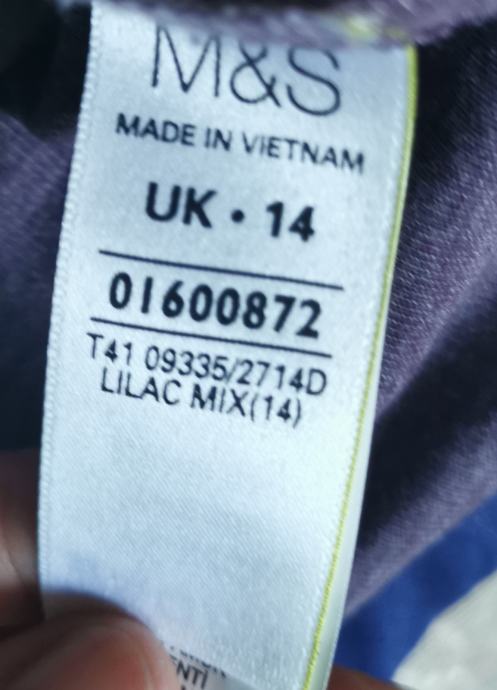 M&S
MADE IN VIETNAM
UK • 14
01600872
T41 09335/2714D
LILAC MIX(14)